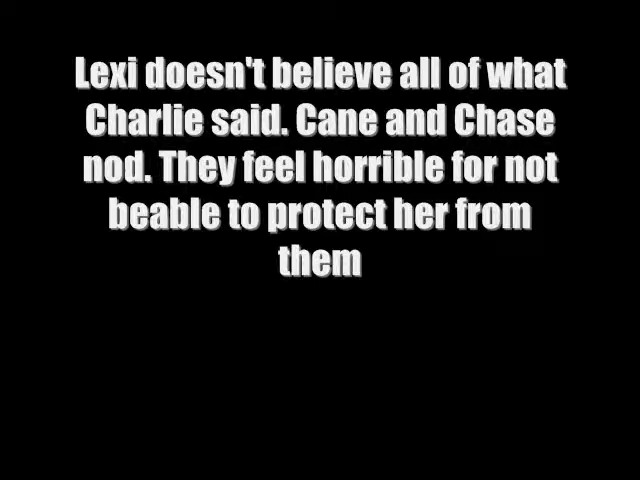 Lexi doesn't believe all of what
Charlie said. Cane and Chase
nod. They feel horrible for not
beable to protect her from
them